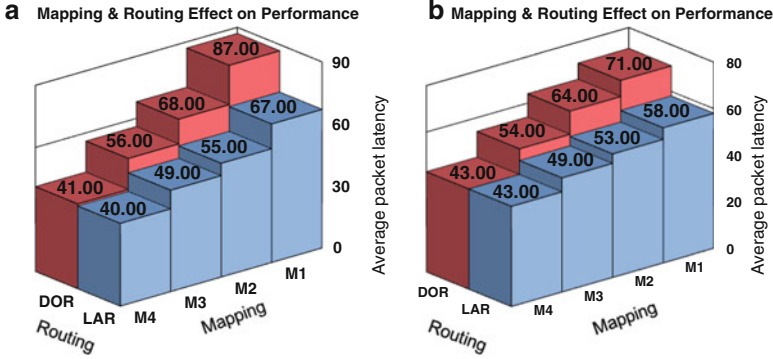 a Mapping & Routing Effect on Performance
87.00
68.00
67.00
56.00
55.00
49.00
41.00
40.00
90
60
30
0
Average packet latency
DOR
LAR
M4
M3
M2
M1
Routing
Mapping
b Mapping & Routing Effect on Performance
71.00
64.00
58.00
54.00
53.00
49.00
43.00
43.00
80
60
40
20
0
Average packet latency
DOR
LAR
M4
M3
M2
M1
Routing
Mapping